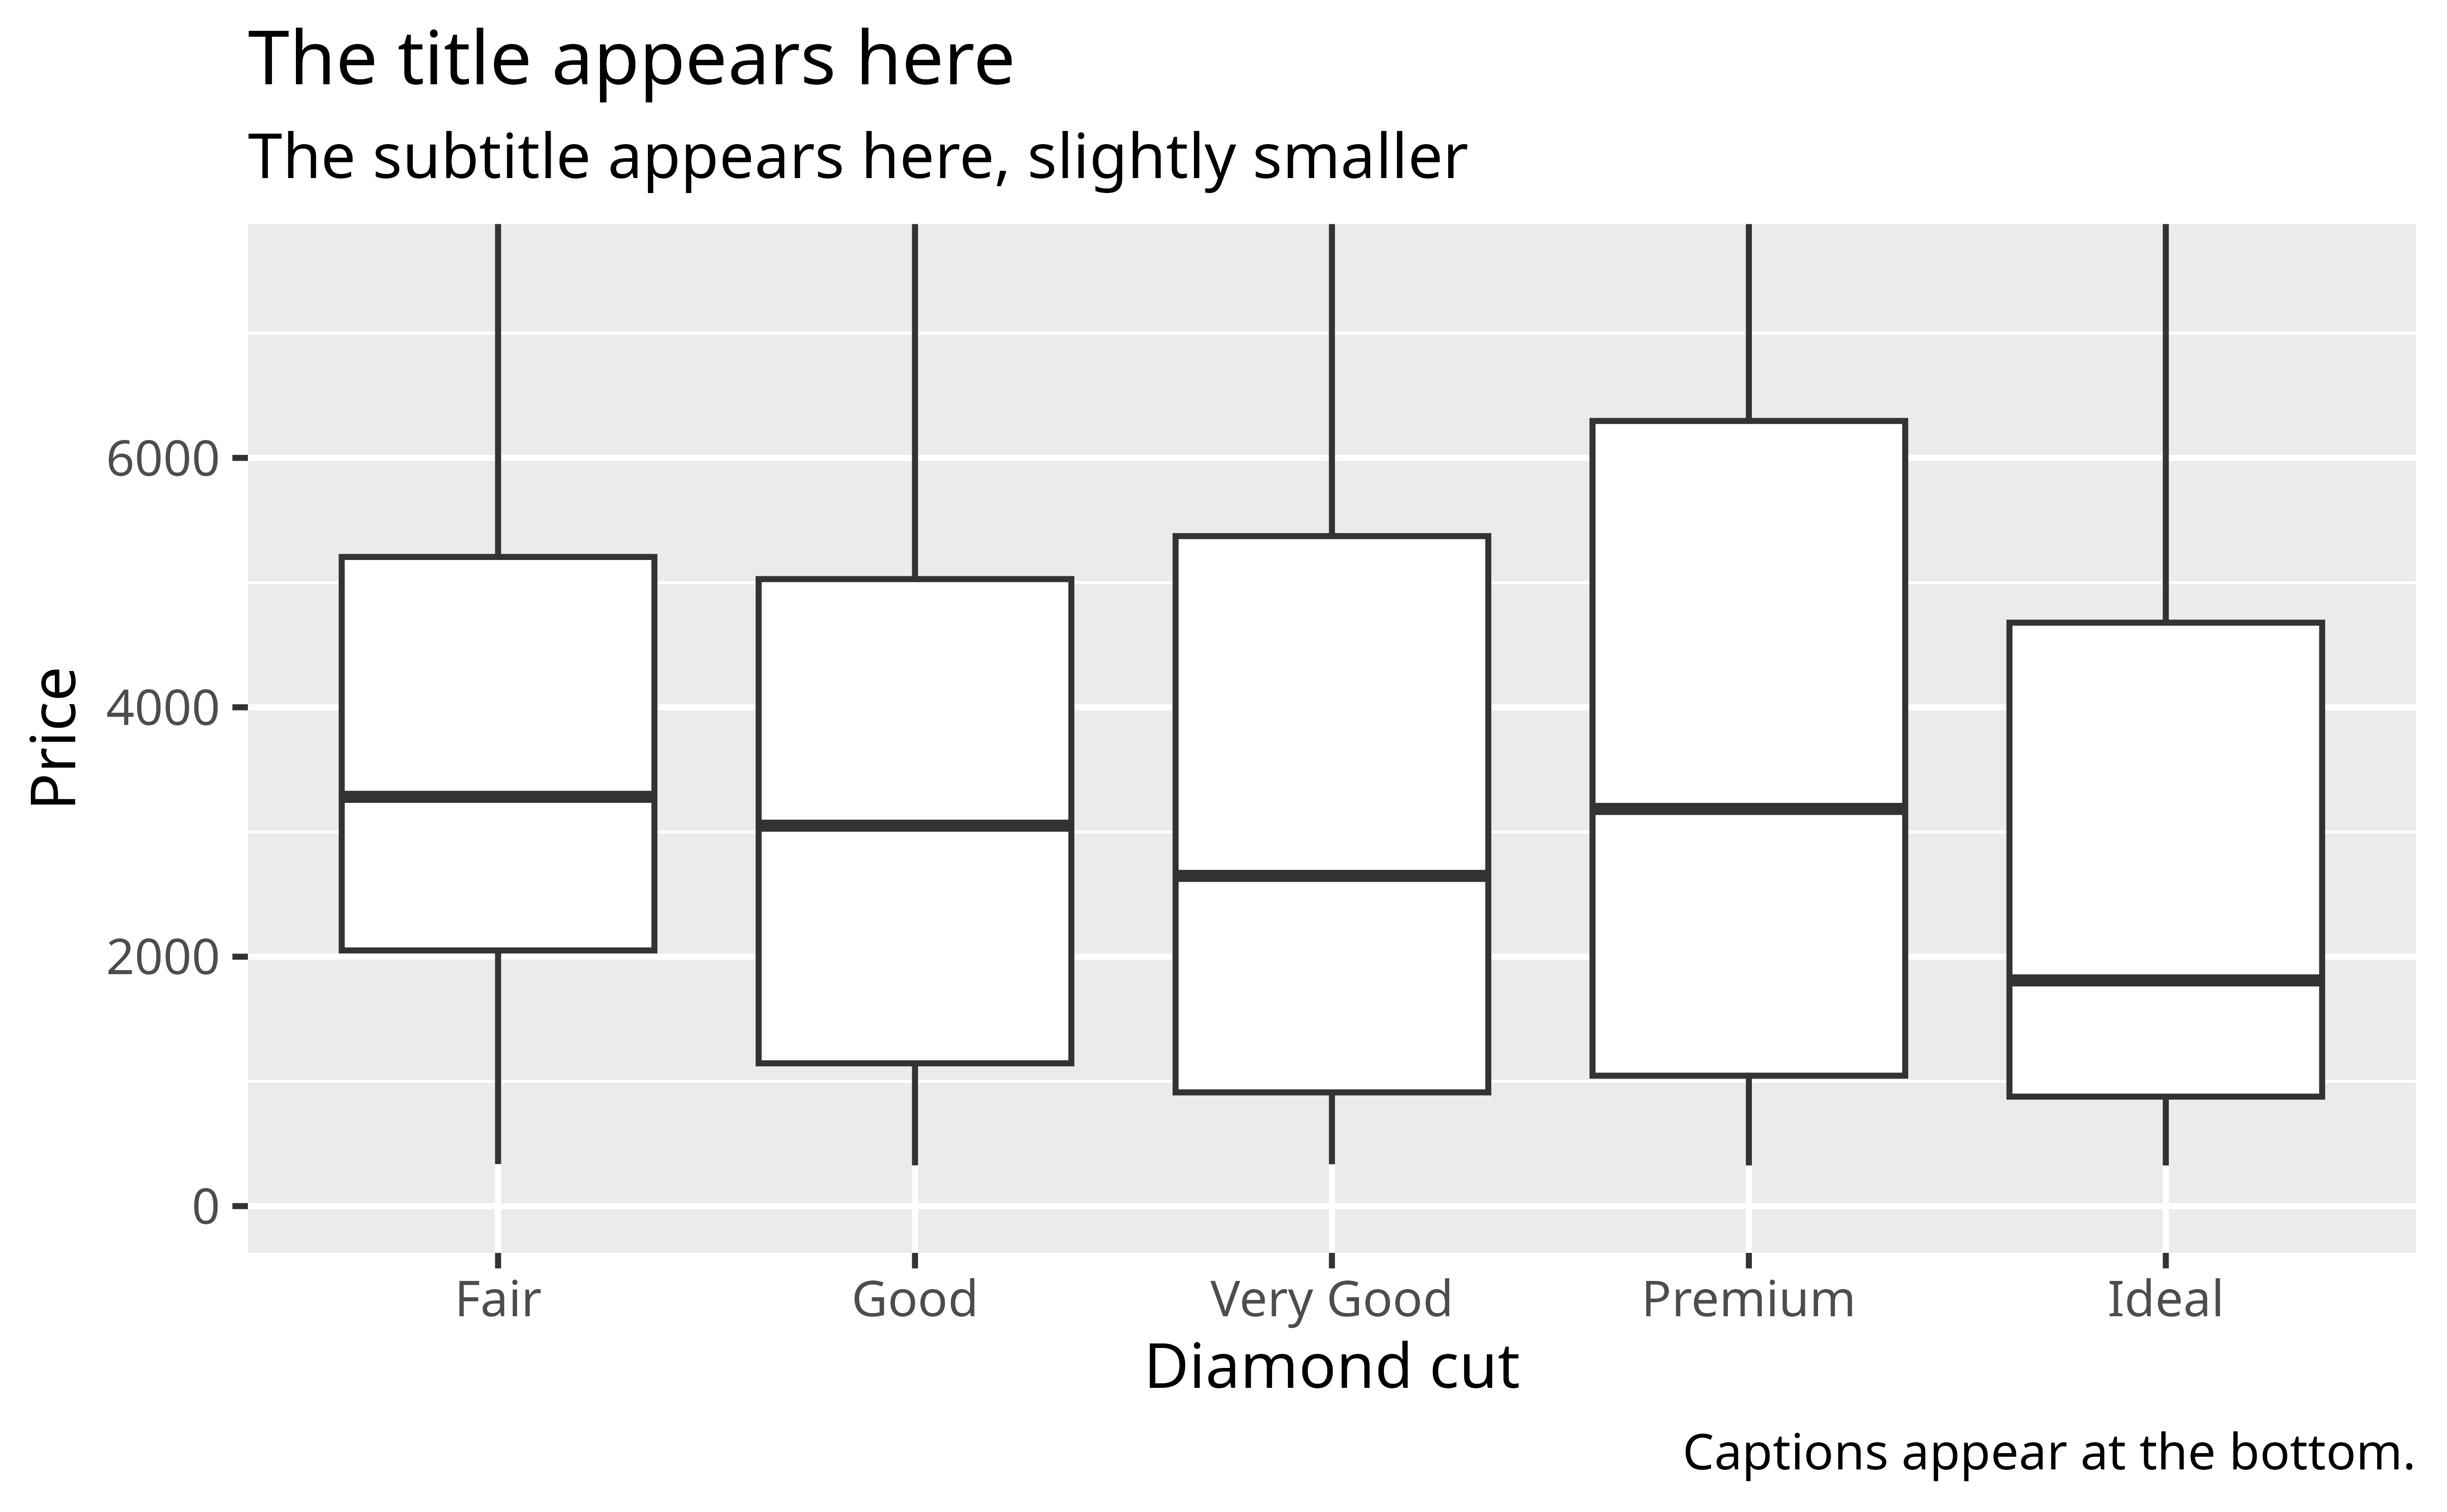 The title appears here
The subtitle appears here, slightly smaller
Price
6000
4000
2000
0
Fair Good Very Good Premium Ideal
Diamond cut
Captions appear at the bottom.